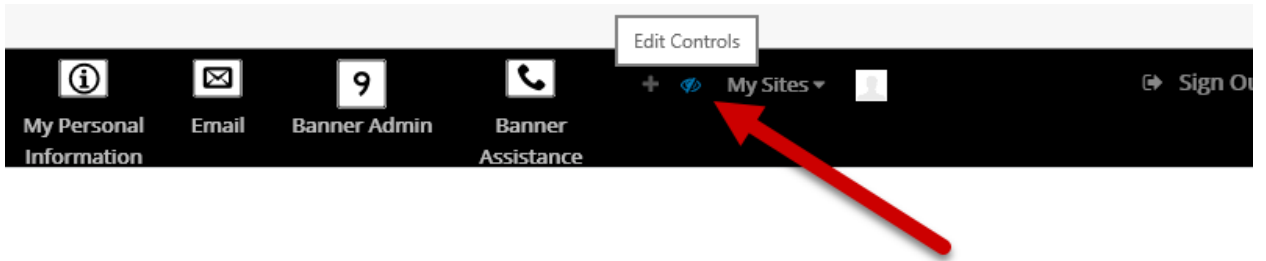 Edit Controls
9
My Sites
Sign Ou
My Personal Information
Email
Banner Admin
Banner Assistance